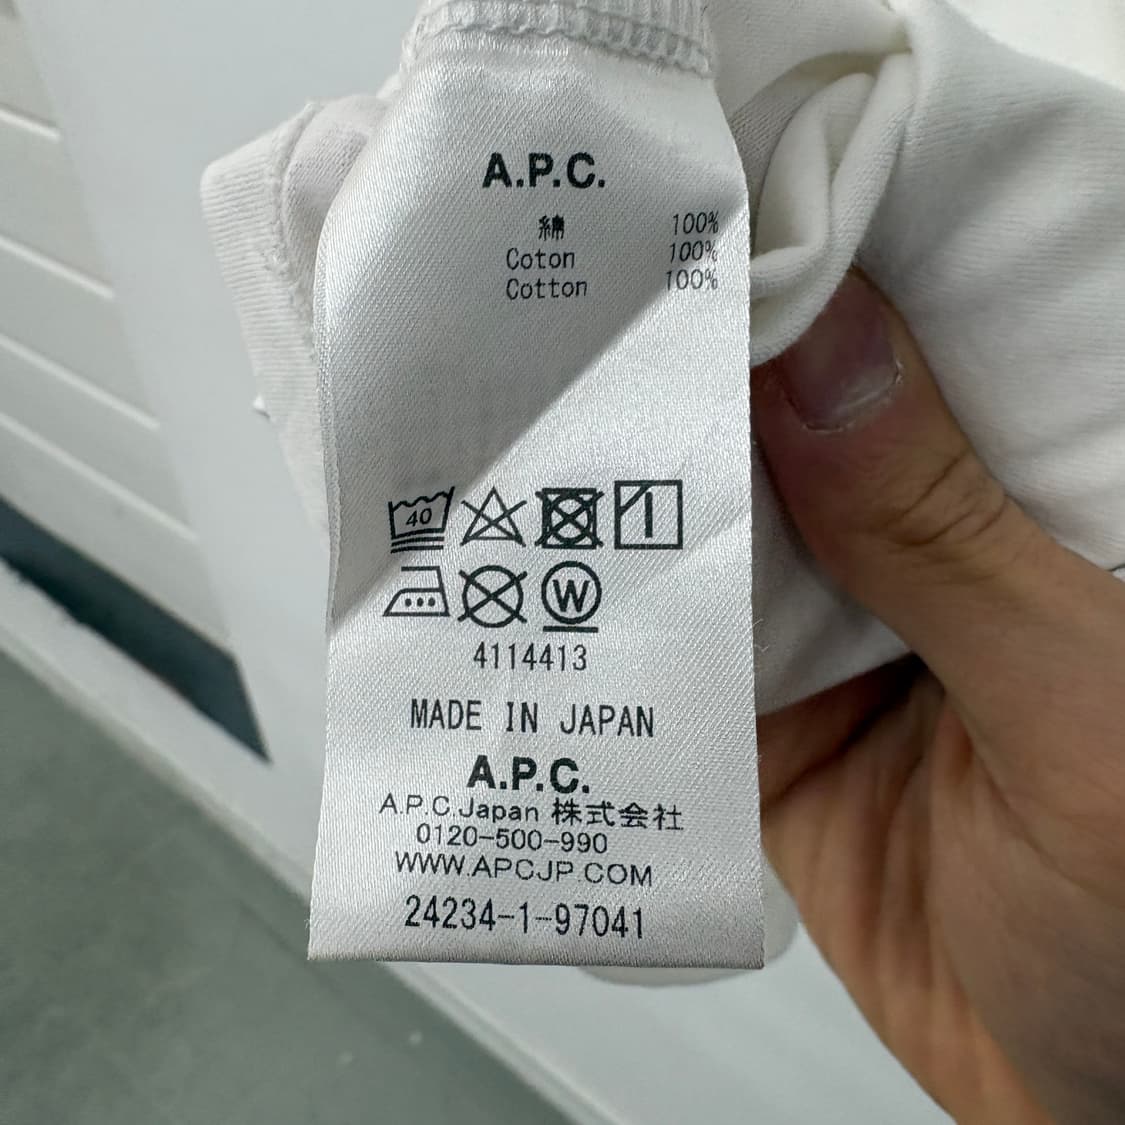 A.P.C.
綿 100%
Coton 100%
Cotton 100%
40
W
4114413
MADE IN JAPAN
A.P.C.
A.P.C.Japan 株式会社
0120-500-990
WWW.APCJP.COM
24234-1-97041